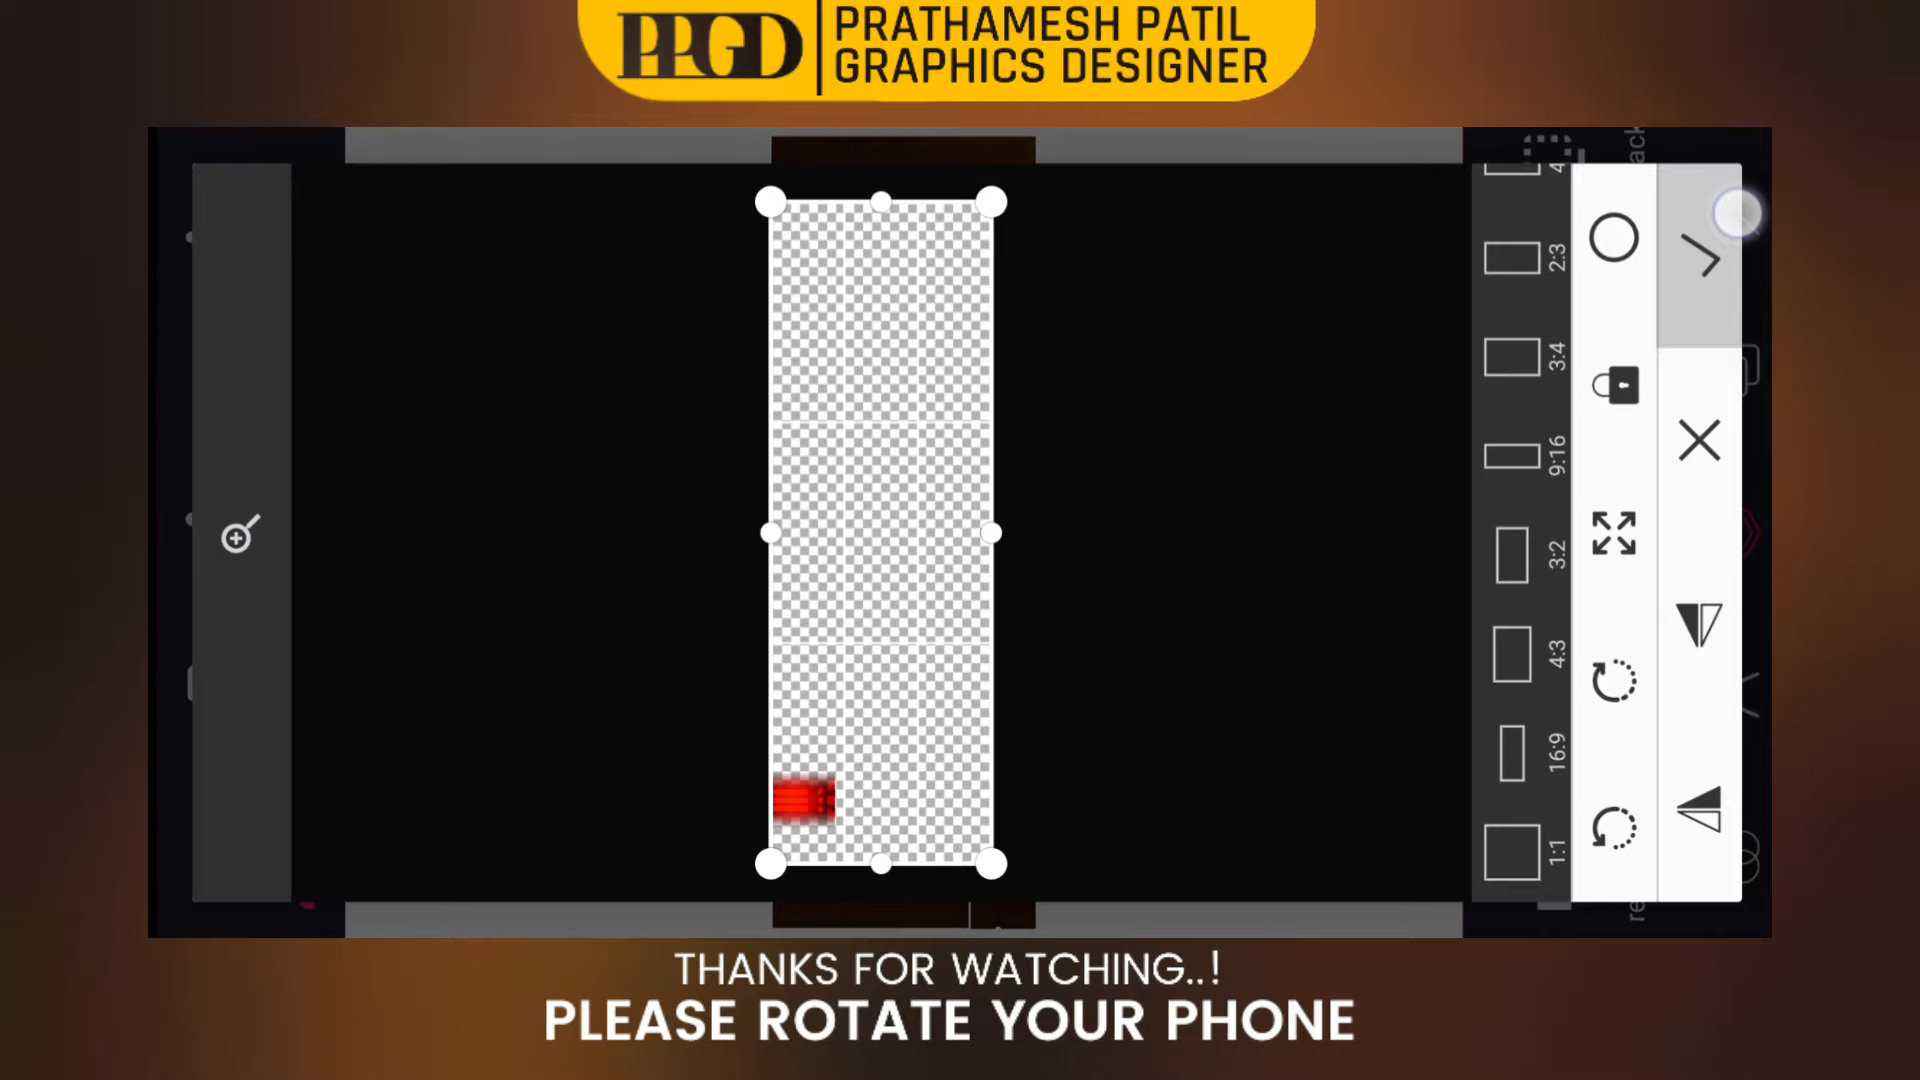 PPGD
PRATHAMESH PATIL
GRAPHICS DESIGNER
4
2:3
3:4
9:16
3:2
4:3
16:9
1:1
THANKS FOR WATCHING..!
PLEASE ROTATE YOUR PHONE